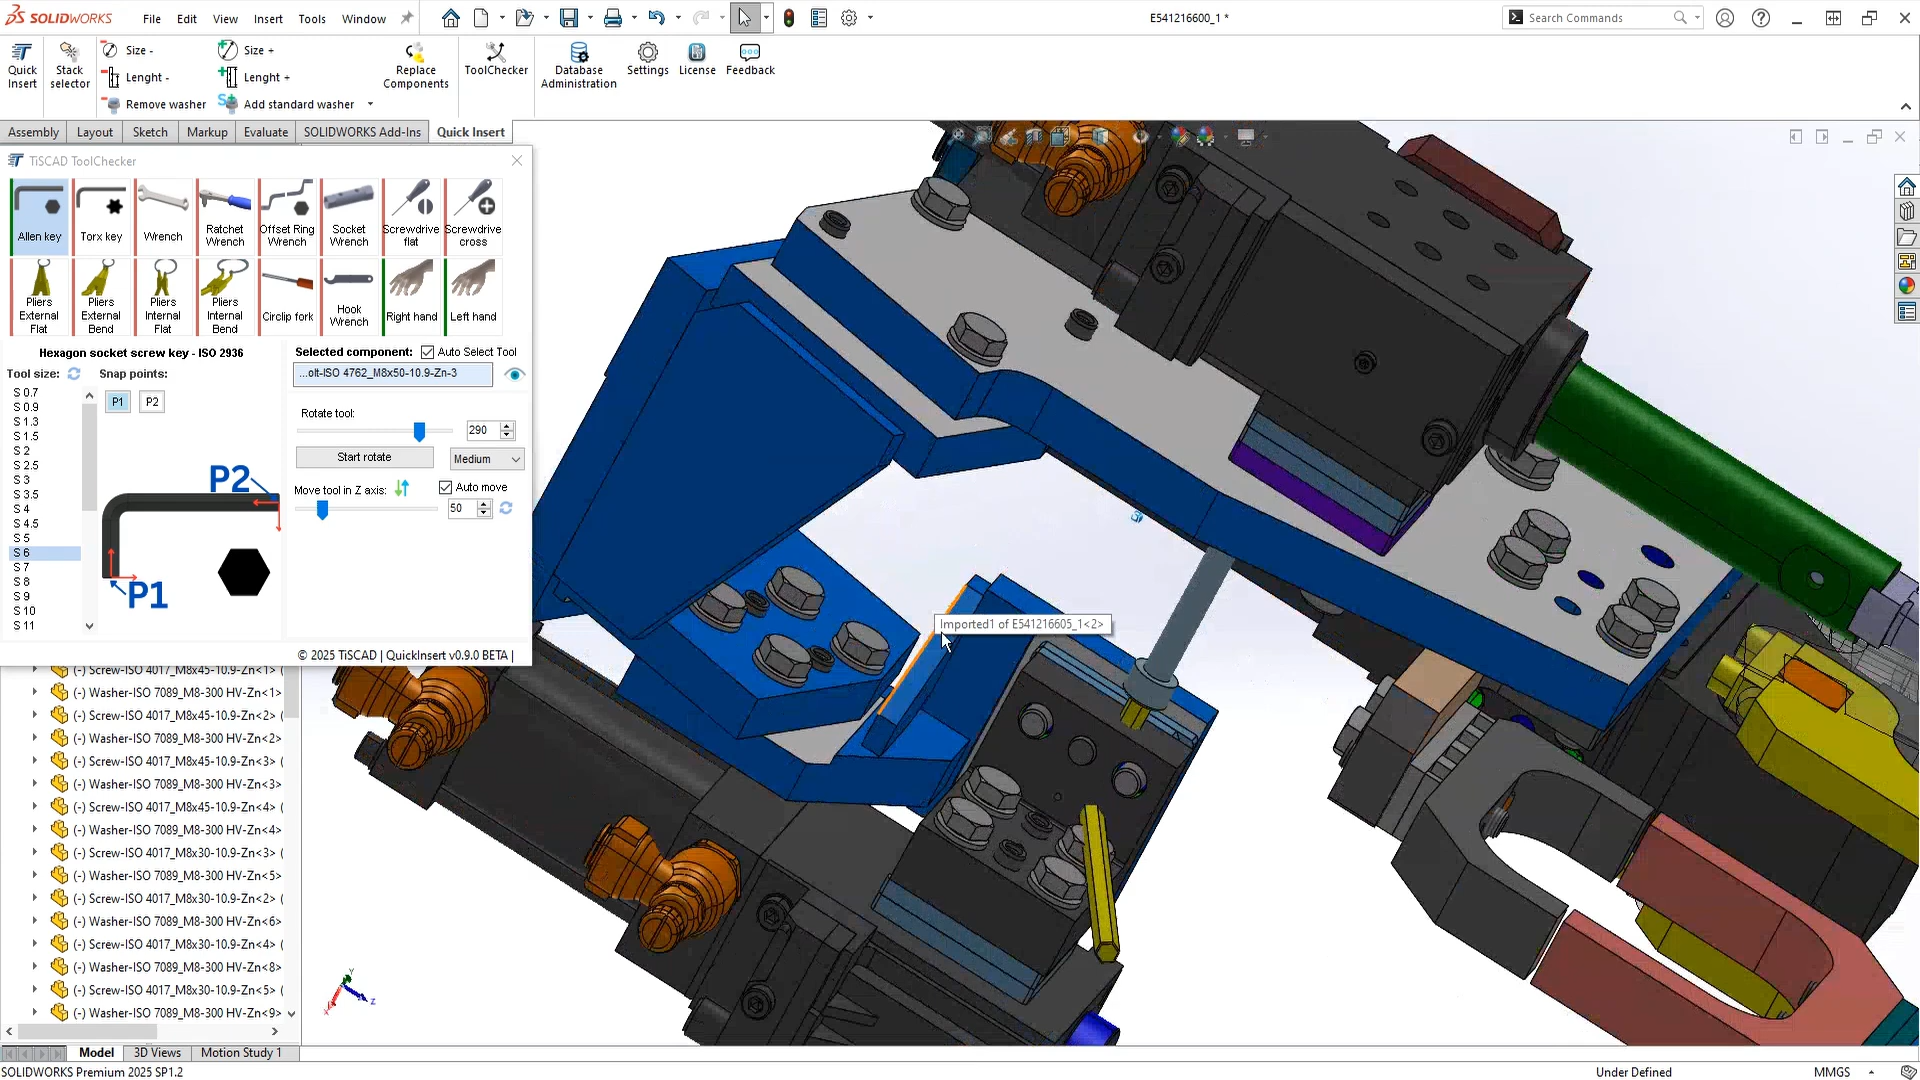 SOLIDWORKS File Edit View Insert Tools Window
E541216600_1 *
Search Commands
Quick Insert
Stack selector
Size -
Lenght -
Remove washer
Size +
Lenght +
Add standard washer
Replace Components
ToolChecker
Database Administration
Settings
License
Feedback
Assembly Layout Sketch Markup Evaluate SOLIDWORKS Add-Ins Quick Insert
TiSCAD ToolChecker
Allen key
Torx key
Wrench
Ratchet Wrench
Offset Ring Wrench
Socket Wrench
Screwdrive flat
Screwdrive cross
Pliers External Flat
Pliers External Bend
Pliers Internal Flat
Pliers Internal Bend
Circlip fork
Hook Wrench
Right hand
Left hand
Hexagon socket screw key - ISO 2936
Tool size:
Snap points:
S 0.7
S 0.9
S 1.3
S 1.5
S 2
S 2.5
S 3
S 3.5
S 4
S 4.5
S 5
S 6
S 7
S 8
S 9
S 10
S 11
P1 P2
P2
P1
Selected component: Auto Select Tool
...olt-ISO 4762_M8x50-10.9-Zn-3
Rotate tool:
290
Start rotate
Medium
Move tool in Z axis:
Auto move
50
© 2025 TiSCAD | QuickInsert v0.9.0 BETA |
Imported1 of E541216605_1<2>
(-) Screw-ISO 4017_M8x45-10.9-Zn<1>
(-) Washer-ISO 7089_M8-300 HV-Zn<1>
(-) Screw-ISO 4017_M8x45-10.9-Zn<2> (
(-) Washer-ISO 7089_M8-300 HV-Zn<2>
(-) Screw-ISO 4017_M8x45-10.9-Zn<3> (
(-) Washer-ISO 7089_M8-300 HV-Zn<3>
(-) Screw-ISO 4017_M8x45-10.9-Zn<4> (
(-) Washer-ISO 7089_M8-300 HV-Zn<4>
(-) Screw-ISO 4017_M8x30-10.9-Zn<3> (
(-) Washer-ISO 7089_M8-300 HV-Zn<5>
(-) Screw-ISO 4017_M8x30-10.9-Zn<2> (
(-) Washer-ISO 7089_M8-300 HV-Zn<6>
(-) Screw-ISO 4017_M8x30-10.9-Zn<4> (
(-) Washer-ISO 7089_M8-300 HV-Zn<8>
(-) Screw-ISO 4017_M8x30-10.9-Zn<5> (
(-) Washer-ISO 7089_M8-300 HV-Zn<9>
Y
X
Z
Model 3D Views Motion Study 1
SOLIDWORKS Premium 2025 SP1.2
Under Defined
MMGS